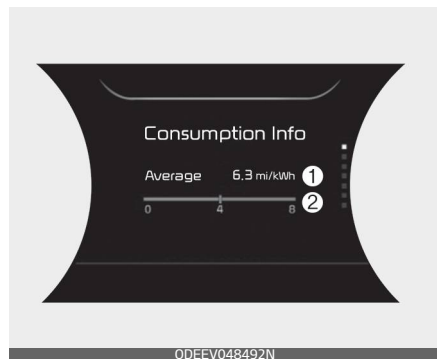 Consumption Info
Average 6.3 mi/kWh ①
0 4 8 ②
ODEEV048492N